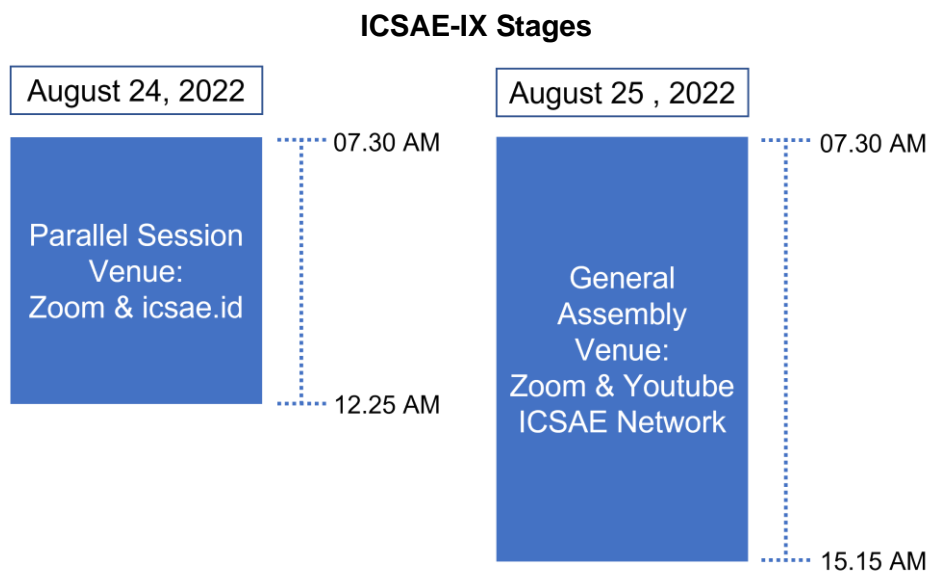 ICSAE-IX Stages
August 24, 2022
07.30 AM
Parallel Session
Venue:
Zoom & icsae.id
12.25 AM
August 25 , 2022
07.30 AM
General
Assembly
Venue:
Zoom & Youtube
ICSAE Network
15.15 AM